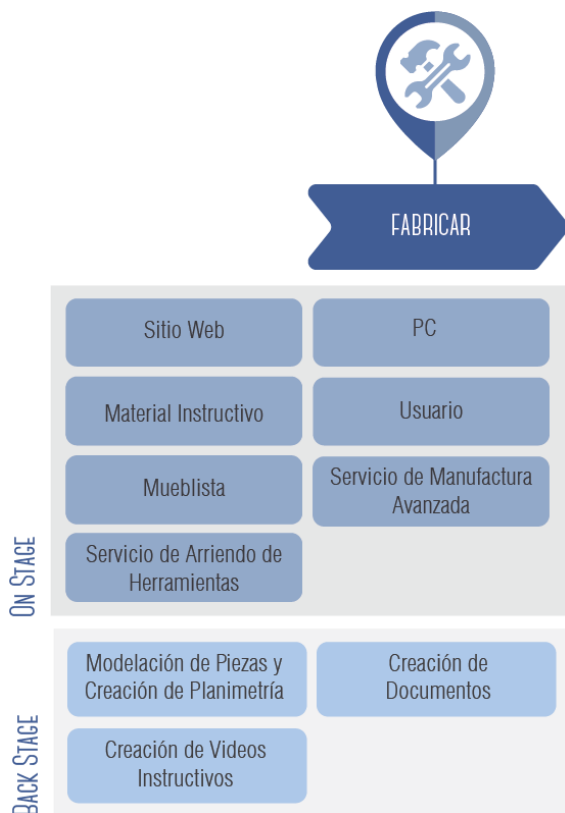 FABRICAR
Sitio Web
PC
Material Instructivo
Usuario
Mueblista
Servicio de Manufactura
Avanzada
Servicio de Arriendo de
Herramientas
ON STAGE
Modelación de Piezas y
Creación de Planimetría
Creación de
Documentos
Creación de Videos
Instructivos
BACK STAGE